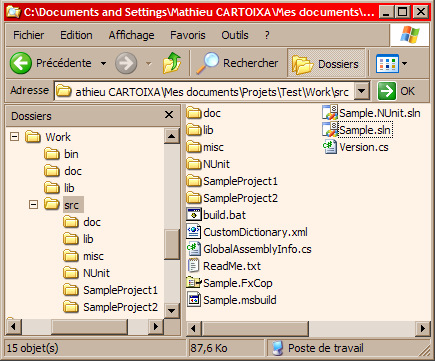 C:\Documents and Settings\Mathieu CARTOIXA\Mes documents\...
Fichier Edition Affichage Favoris Outils ?
Précédente Rechercher Dossiers
Adresse athieu CARTOIXA\Mes documents\Projets\Test\Work\src OK
Dossiers
Work
bin
doc
lib
src
doc
lib
misc
NUnit
SampleProject1
SampleProject2
doc
lib
misc
NUnit
SampleProject1
SampleProject2
build.bat
CustomDictionary.xml
GlobalAssemblyInfo.cs
ReadMe.txt
Sample.FxCop
Sample.msbuild
Sample.NUnit.sln
Sample.sln
Version.cs
15 objet(s) 87,6 Ko Poste de travail